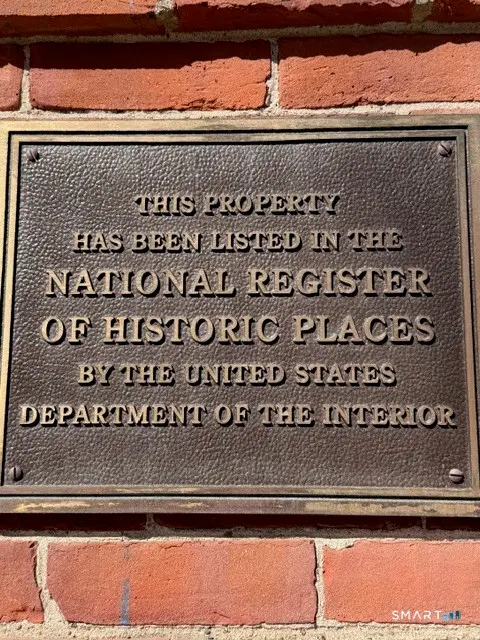 THIS PROPERTY
HAS BEEN LISTED IN THE
NATIONAL REGISTER
OF HISTORIC PLACES
BY THE UNITED STATES
DEPARTMENT OF THE INTERIOR
SMART